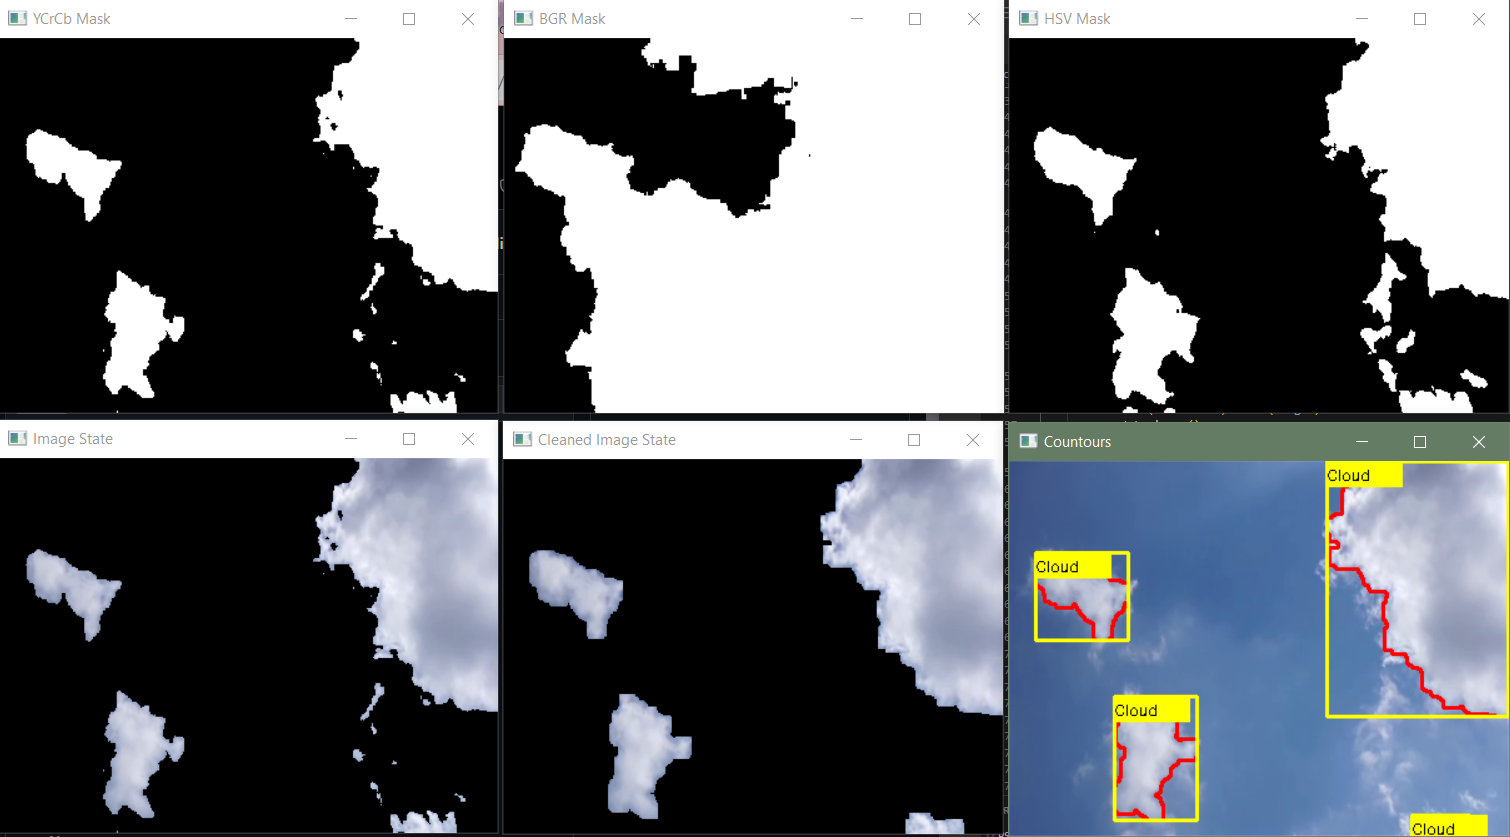 YCrCb Mask
BGR Mask
HSV Mask
Image State
Cleaned Image State
Countours
Cloud
Cloud
Cloud
Cloud